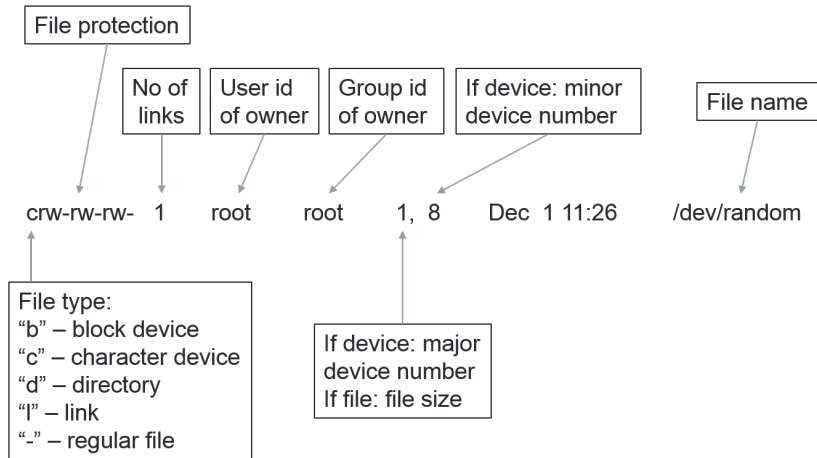 File protection
No of
links
User id
of owner
Group id
of owner
If device: minor
device number
File name
crw-rw-rw- 1 root root 1, 8 Dec 1 11:26 /dev/random
File type:
“b” – block device
“c” – character device
“d” – directory
“l” – link
“-” – regular file
If device: major
device number
If file: file size